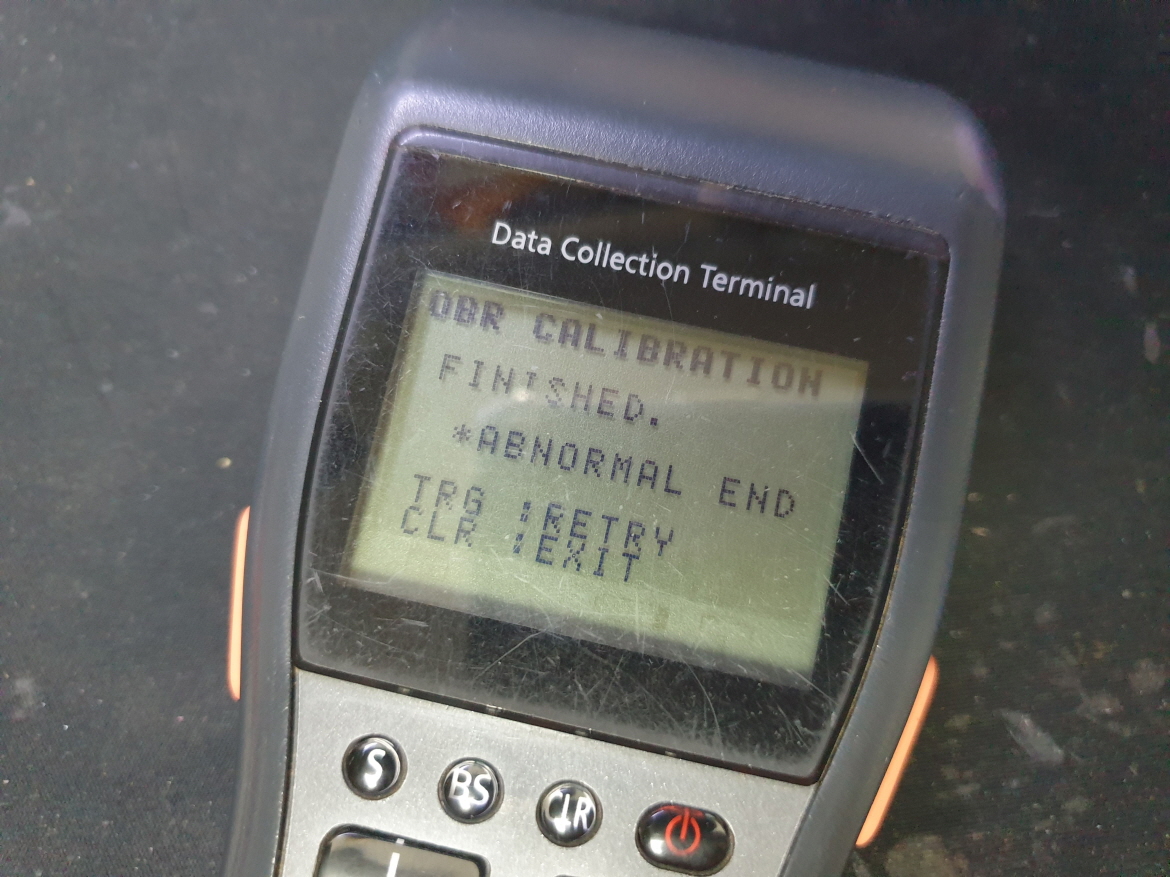 Data Collection Terminal
OBR CALIBRATION
FINISHED.
*ABNORMAL END
TRG :RETRY
CLR :EXIT
S
BS
CLR